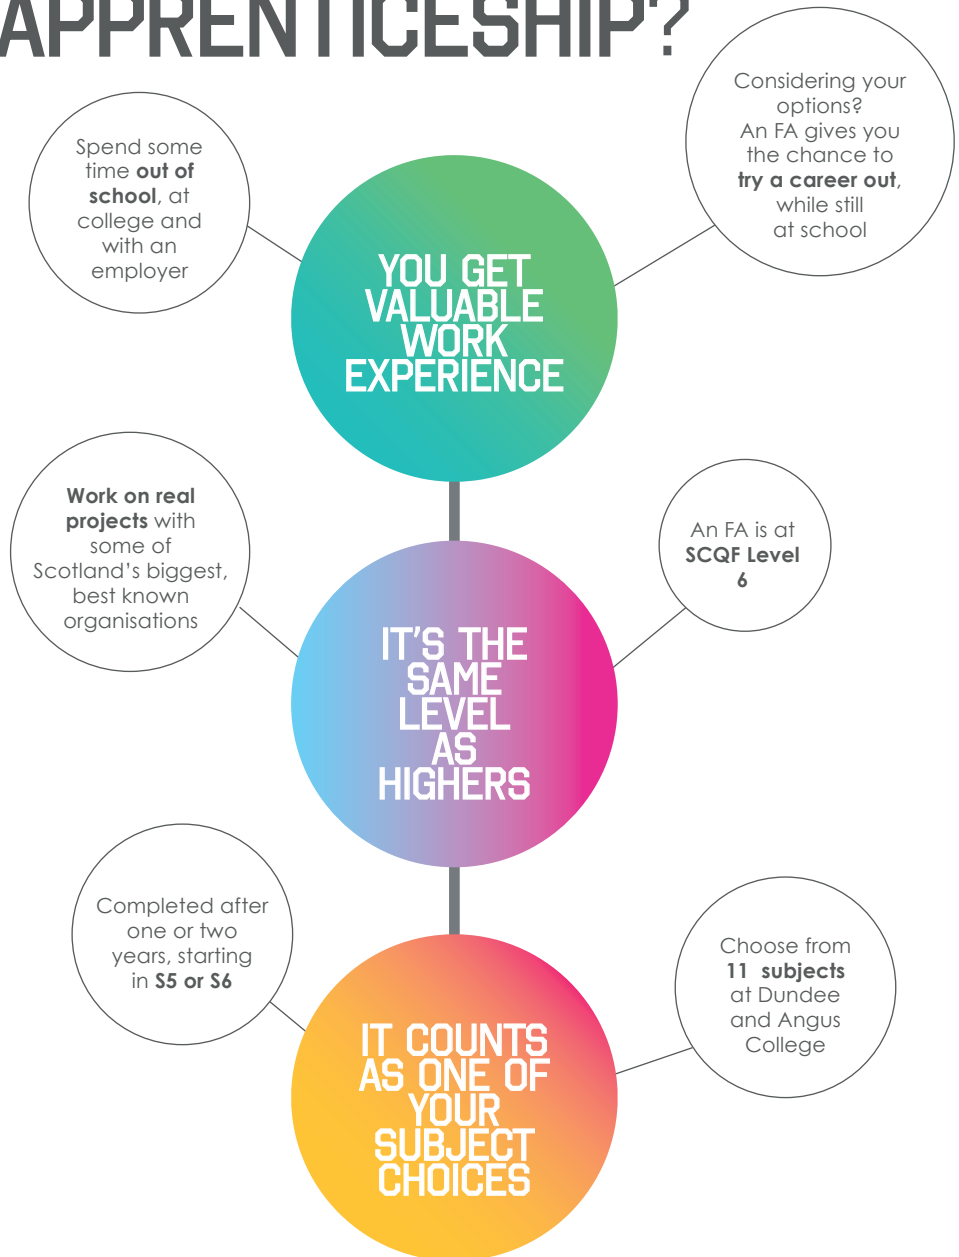 APPRENTICESHIP?
Considering your
options?
An FA gives you
the chance to
try a career out,
while still
at school
Spend some
time out of
school, at
college and
with an
employer
YOU GET
VALUABLE
WORK
EXPERIENCE
Work on real
projects with
some of
Scotland's biggest,
best known
organisations
An FA is at
SCQF Level
6
IT'S THE
SAME
LEVEL
AS
HIGHERS
Completed after
one or two
years, starting
in S5 or S6
Choose from
11 subjects
at Dundee
and Angus
College
IT COUNTS
AS ONE OF
YOUR
SUBJECT
CHOICES